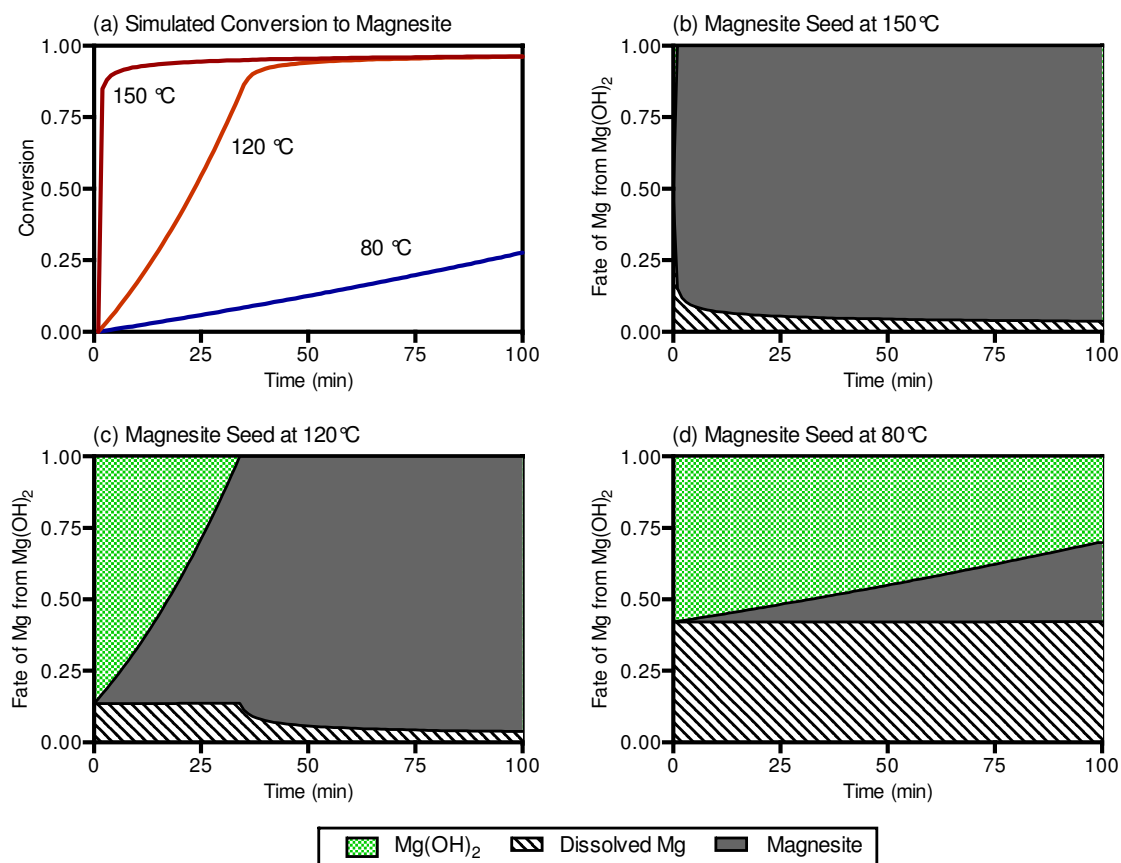 (a) Simulated Conversion to Magnesite
1.00
0.75
0.50
0.25
0.00
Conversion
150 °C
120 °C
80 °C
0 25 50 75 100
Time (min)
(b) Magnesite Seed at 150°C
1.00
0.75
0.50
0.25
0.00
Fate of Mg from Mg(OH)₂
0 25 50 75 100
Time (min)
(c) Magnesite Seed at 120°C
1.00
0.75
0.50
0.25
0.00
Fate of Mg from Mg(OH)₂
0 25 50 75 100
Time (min)
(d) Magnesite Seed at 80°C
1.00
0.75
0.50
0.25
0.00
Fate of Mg from Mg(OH)₂
0 25 50 75 100
Time (min)
Mg(OH)₂ Dissolved Mg Magnesite